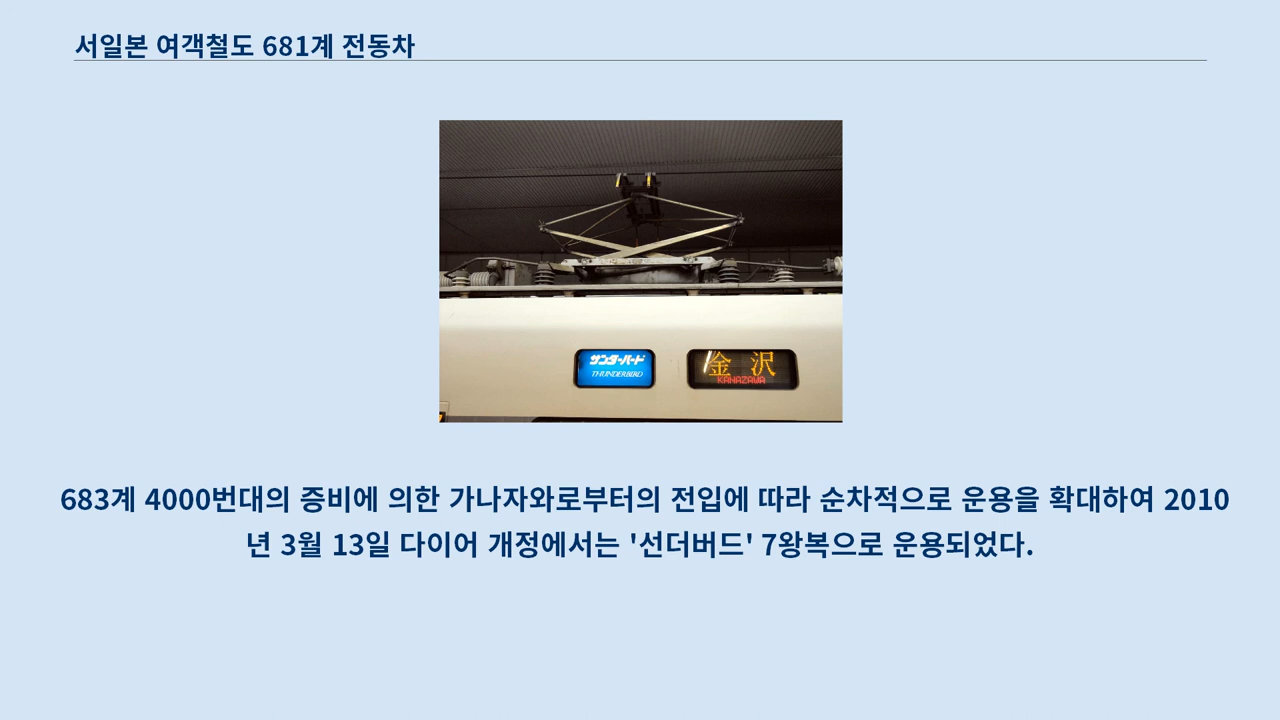 서일본 여객철도 681계 전동차
サンダーバード
THUNDERBIRD
金 沢
KANAZAWA
683계 4000번대의 증비에 의한 가나자와로부터의 전입에 따라 순차적으로 운용을 확대하여 2010
년 3월 13일 다이어 개정에서는 '선더버드' 7왕복으로 운용되었다.